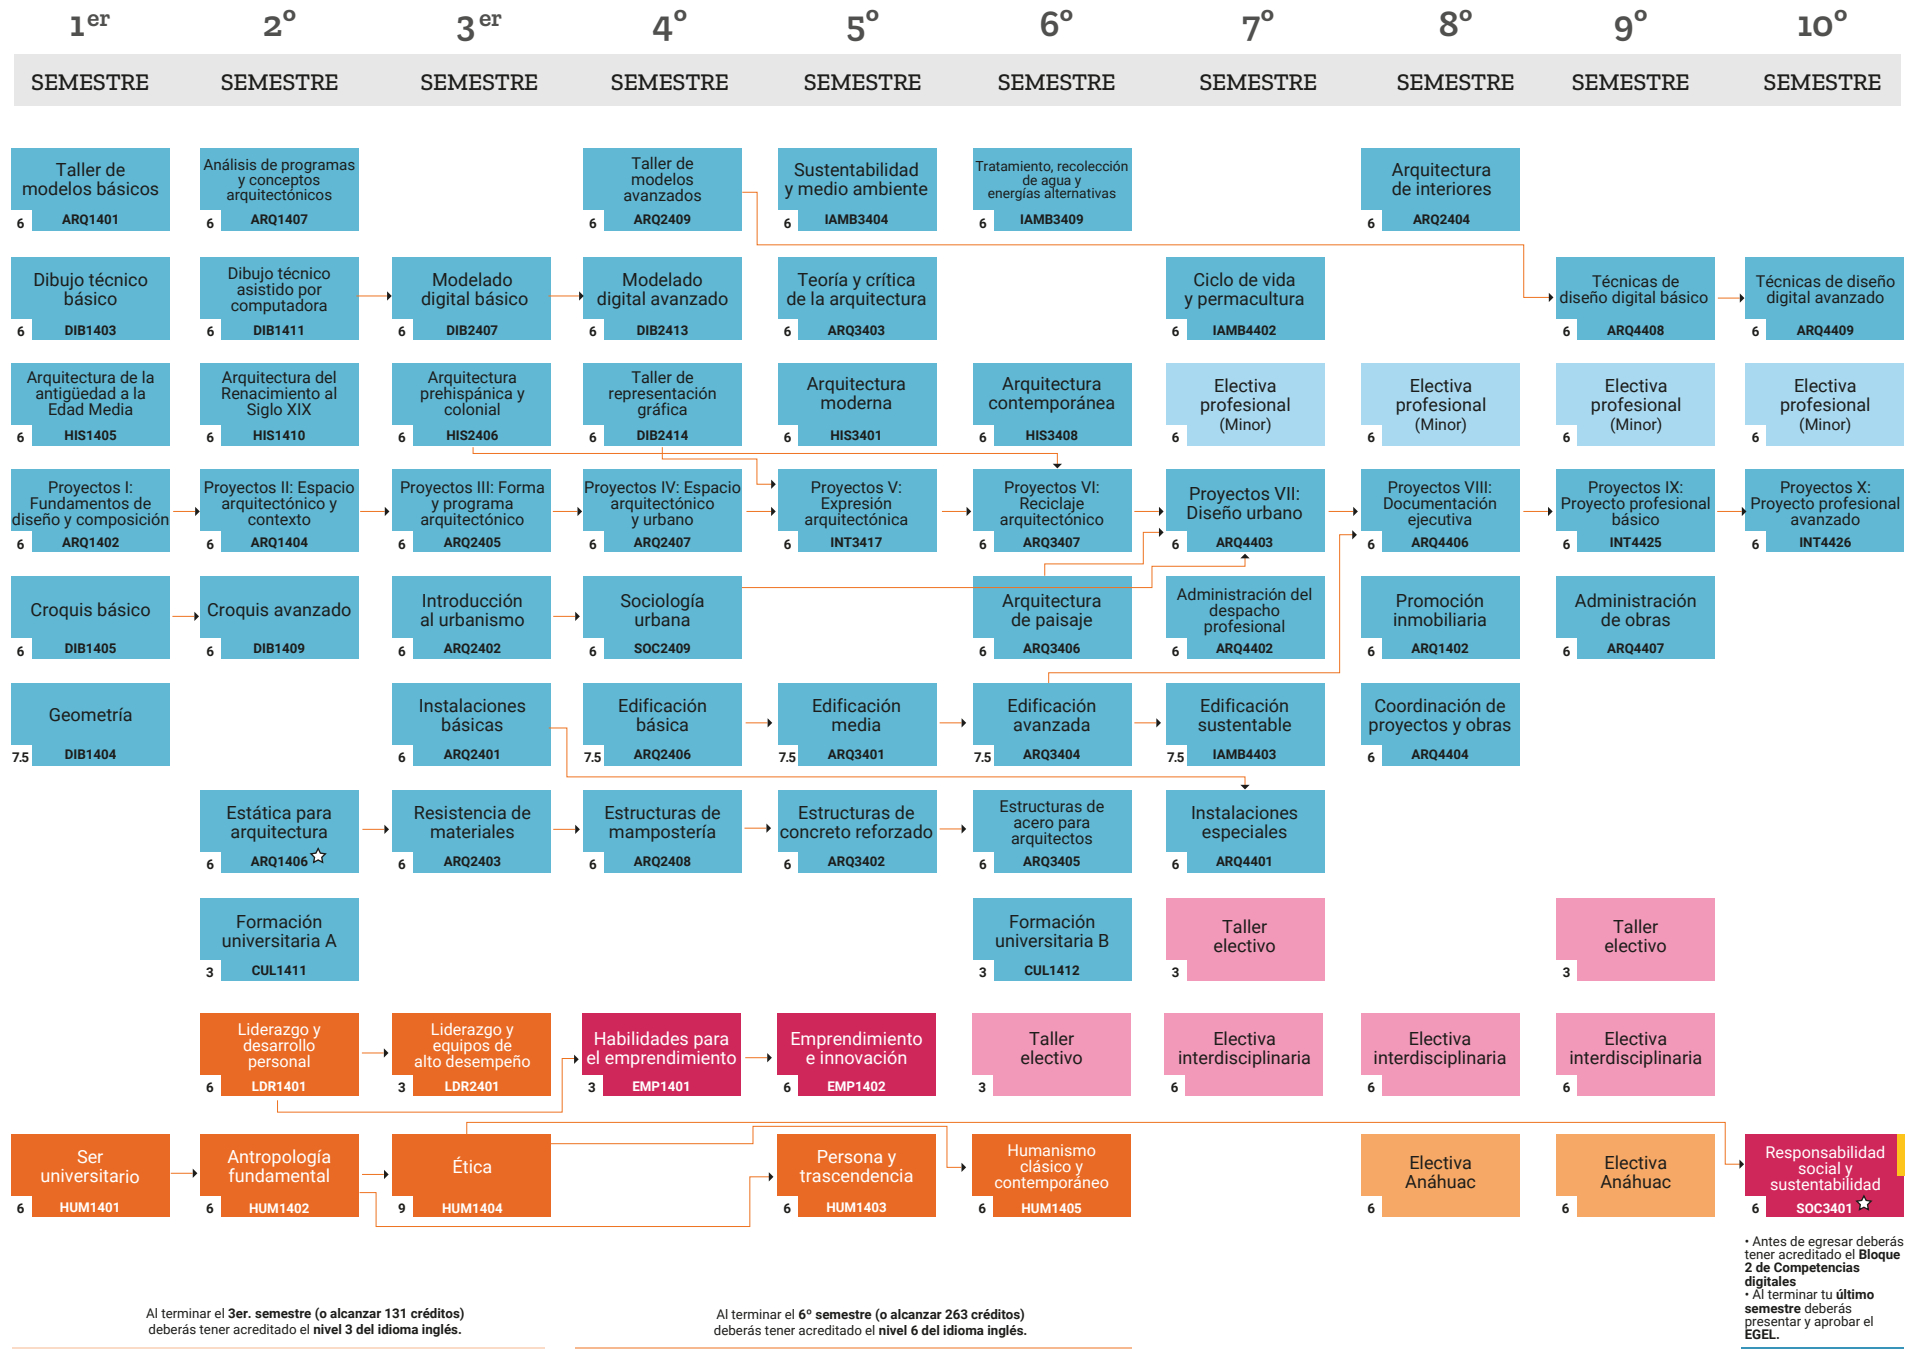 1er 2º 3er 4º 5º 6º 7º 8º 9º 10º
SEMESTRE SEMESTRE SEMESTRE SEMESTRE SEMESTRE SEMESTRE SEMESTRE SEMESTRE SEMESTRE SEMESTRE
Taller de
modelos básicos
6 ARQ1401
Análisis de programas
y conceptos
arquitectónicos
6 ARQ1407
Taller de
modelos
avanzados
6 ARQ2409
Sustentabilidad
y medio ambiente
6 IAMB3404
Tratamiento, recolección
de agua y
energías alternativas
6 IAMB3409
Arquitectura
de interiores
6 ARQ2404
Dibujo técnico
básico
6 DIB1403
Dibujo técnico
asistido por
computadora
6 DIB1411
Modelado
digital básico
6 DIB2407
Modelado
digital avanzado
6 DIB2413
Teoría y crítica
de la arquitectura
6 ARQ3403
Ciclo de vida
y permacultura
6 IAMB4402
Técnicas de
diseño digital básico
6 ARQ4408
Técnicas de diseño
digital avanzado
6 ARQ4409
Arquitectura de la
antigüedad a la
Edad Media
6 HIS1405
Arquitectura del
Renacimiento al
Siglo XIX
6 HIS1410
Arquitectura
prehispánica y
colonial
6 HIS2406
Taller de
representación
gráfica
6 DIB2414
Arquitectura
moderna
6 HIS3401
Arquitectura
contemporánea
6 HIS3408
Electiva
profesional
(Minor)
6
Electiva
profesional
(Minor)
6
Electiva
profesional
(Minor)
6
Electiva
profesional
(Minor)
6
Proyectos I:
Fundamentos de
diseño y composición
6 ARQ1402
Proyectos II: Espacio
arquitectónico y
contexto
6 ARQ1404
Proyectos III: Forma
y programa
arquitectónico
6 ARQ2405
Proyectos IV: Espacio
arquitectónico
y urbano
6 ARQ2407
Proyectos V:
Expresión
arquitectónica
6 INT3417
Proyectos VI:
Reciclaje
arquitectónico
6 ARQ3407
Proyectos VII:
Diseño urbano
6 ARQ4403
Proyectos VIII:
Documentación
ejecutiva
6 ARQ4406
Proyectos IX:
Proyecto profesional
básico
6 INT4425
Proyectos X:
Proyecto profesional
avanzado
6 INT4426
Croquis básico
6 DIB1405
Croquis avanzado
6 DIB1409
Introducción
al urbanismo
6 ARQ2402
Sociología
urbana
6 SOC2409
Arquitectura
de paisaje
6 ARQ3406
Administración del
despacho
profesional
6 ARQ4402
Promoción
inmobiliaria
6 ARQ1402
Administración
de obras
6 ARQ4407
Geometría
7.5 DIB1404
Instalaciones
básicas
6 ARQ2401
Edificación
básica
7.5 ARQ2406
Edificación
media
7.5 ARQ3401
Edificación
avanzada
7.5 ARQ3404
Edificación
sustentable
7.5 IAMB4403
Coordinación de
proyectos y obras
6 ARQ4404
Estática para
arquitectura
6 ARQ1406
Resistencia de
materiales
6 ARQ2403
Estructuras de
mampostería
6 ARQ2408
Estructuras de
concreto reforzado
6 ARQ3402
Estructuras de
acero para
arquitectos
6 ARQ3405
Instalaciones
especiales
6 ARQ4401
Formación
universitaria A
3 CUL1411
Formación
universitaria B
3 CUL1412
Taller
electivo
3
Taller
electivo
3
Liderazgo y
desarrollo
personal
6 LDR1401
Liderazgo y
equipos de
alto desempeño
3 LDR2401
Habilidades para
el emprendimiento
3 EMP1401
Emprendimiento
e innovación
6 EMP1402
Taller
electivo
3
Electiva
interdisciplinaria
6
Electiva
interdisciplinaria
6
Electiva
interdisciplinaria
6
Ser
universitario
6 HUM1401
Antropología
fundamental
6 HUM1402
Ética
9 HUM1404
Persona y
trascendencia
6 HUM1403
Humanismo
clásico y
contemporáneo
6 HUM1405
Electiva
Anáhuac
6
Electiva
Anáhuac
6
Responsabilidad
social y
sustentabilidad
6 SOC3401
• Antes de egresar deberás
tener acreditado el Bloque
2 de Competencias
digitales
• Al terminar tu último
semestre deberás
presentar y aprobar el
EGEL.
Al terminar el 3er. semestre (o alcanzar 131 créditos)
deberás tener acreditado el nivel 3 del idioma inglés.
Al terminar el 6º semestre (o alcanzar 263 créditos)
deberás tener acreditado el nivel 6 del idioma inglés.